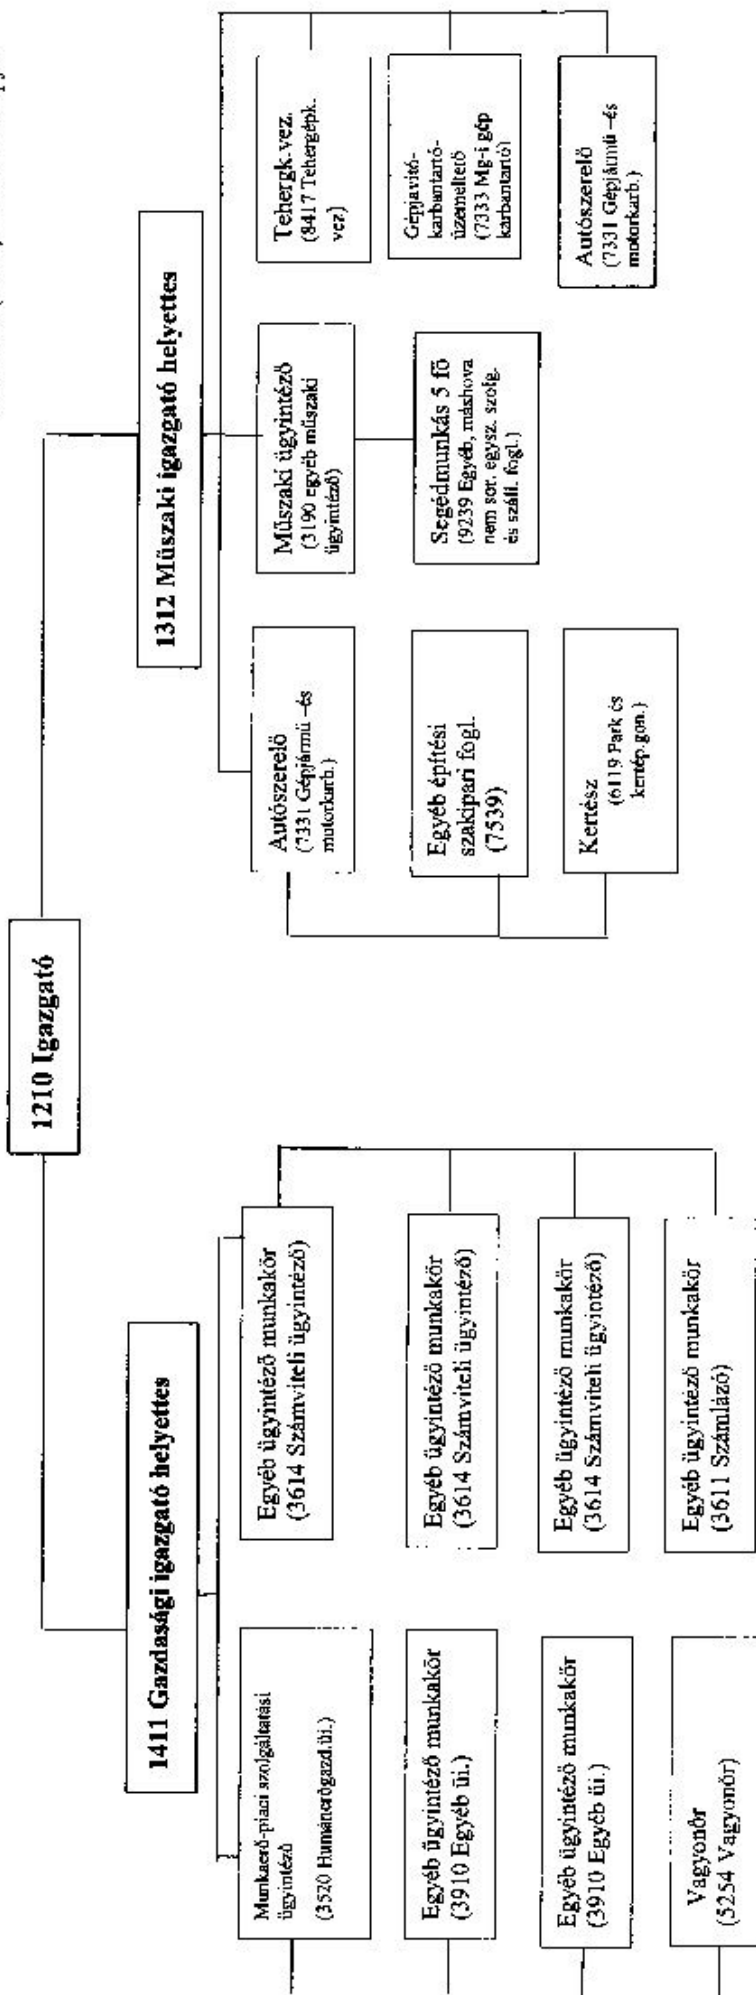 1210 Igazgató
1411 Gazdasági igazgató helyettes
1312 Műszaki igazgató helyettes
Munkaerő-piaci szolgáltatási
ügyintéző
(3520 Humánerőgazd.üi.)
Egyéb ügyintéző munkakör
(3910 Egyéb üi.)
Egyéb ügyintéző munkakör
(3910 Egyéb üi.)
Vagyonőr
(5254 Vagyonőr)
Egyéb ügyintéző munkakör
(3614 Számviteli ügyintéző)
Egyéb ügyintéző munkakör
(3614 Számviteli ügyintéző)
Egyéb ügyintéző munkakör
(3614 Számviteli ügyintéző)
Egyéb ügyintéző munkakör
(3611 Számlázó)
Autószerelő
(7331 Gépjármű –és
motorkarb.)
Egyéb építési
szakipari fogl.
(7539)
Kertész
(6119 Park és
kertép.gon.)
Műszaki ügyintéző
(3190 egyéb műszaki
ügyintéző)
Segédmunkás 5 fő
(9239 Egyéb, máshova
nem sor. egysz. szolg.
és száll. fogl.)
Tehergk.vez.
(8417 Tehergépk.
vez.)
Gépjavító-
karbantartó-
üzemeltető
(7333 Mg-i gép
karbantartó)
Autószerelő
(7331 Gépjármű –és
motorkarb.)